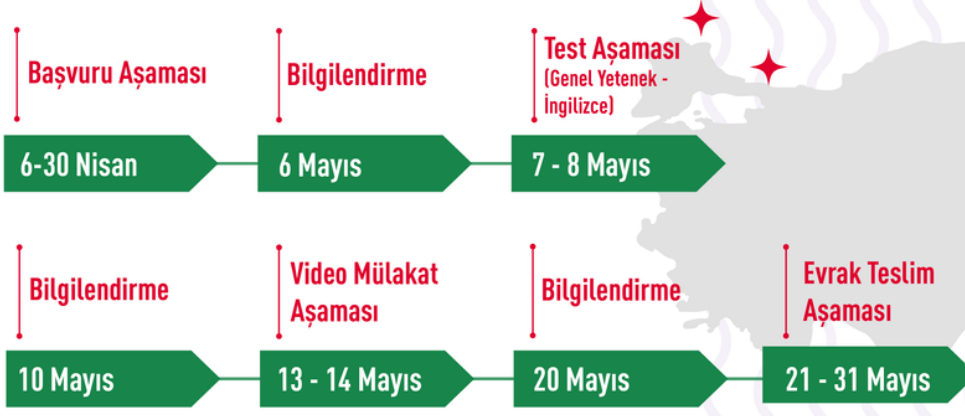 Başvuru Aşaması
Bilgilendirme
Test Aşaması
(Genel Yetenek -
İngilizce)
6-30 Nisan
6 Mayıs
7 - 8 Mayıs
Bilgilendirme
Video Mülakat
Aşaması
Bilgilendirme
Evrak Teslim
Aşaması
10 Mayıs
13 - 14 Mayıs
20 Mayıs
21 - 31 Mayıs